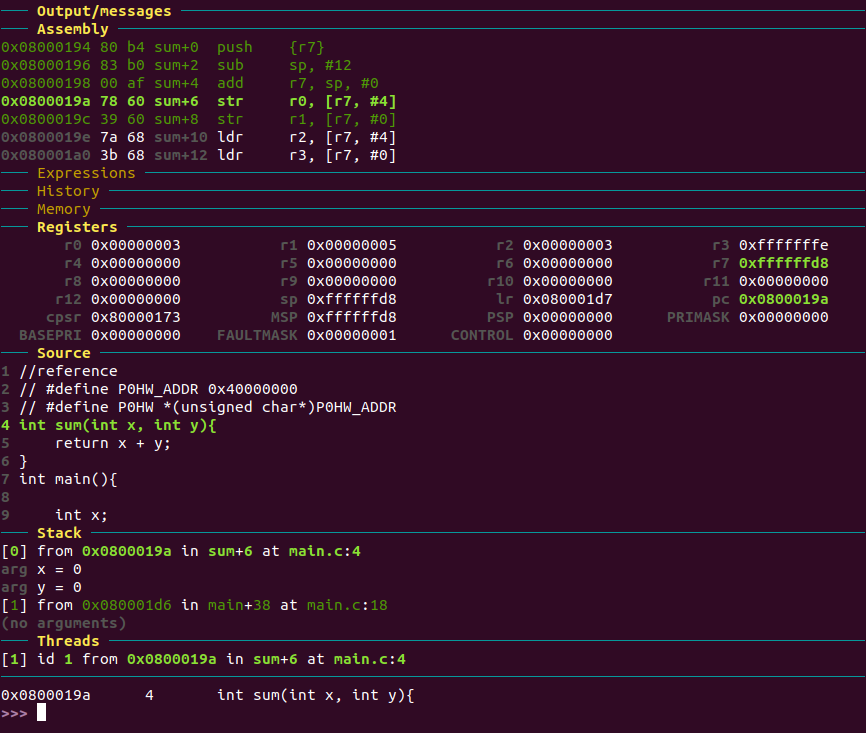 Output/messages
Assembly
0x08000194 80 b4 sum+0  push    {r7}
0x08000196 83 b0 sum+2  sub     sp, #12
0x08000198 00 af sum+4  add     r7, sp, #0
0x0800019a 78 60 sum+6  str     r0, [r7, #4]
0x0800019c 39 60 sum+8  str     r1, [r7, #0]
0x0800019e 7a 68 sum+10 ldr     r2, [r7, #4]
0x080001a0 3b 68 sum+12 ldr     r3, [r7, #0]
Expressions
History
Memory
Registers
r0 0x00000003 r1 0x00000005 r2 0x00000003 r3 0xfffffffe
r4 0x00000000 r5 0x00000000 r6 0x00000000 r7 0xffffffd8
r8 0x00000000 r9 0x00000000 r10 0x00000000 r11 0x00000000
r12 0x00000000 sp 0xffffffd8 lr 0x080001d7 pc 0x0800019a
cpsr 0x80000173 MSP 0xffffffd8 PSP 0x00000000 PRIMASK 0x00000000
BASEPRI 0x00000000 FAULTMASK 0x00000001 CONTROL 0x00000000
Source
1 //reference
2 // #define P0HW_ADDR 0x40000000
3 // #define P0HW *(unsigned char*)P0HW_ADDR
4 int sum(int x, int y){
5     return x + y;
6 }
7 int main(){
8
9     int x;
Stack
[0] from 0x0800019a in sum+6 at main.c:4
arg x = 0
arg y = 0
[1] from 0x080001d6 in main+38 at main.c:18
(no arguments)
Threads
[1] id 1 from 0x0800019a in sum+6 at main.c:4
0x0800019a      4       int sum(int x, int y){
>>>